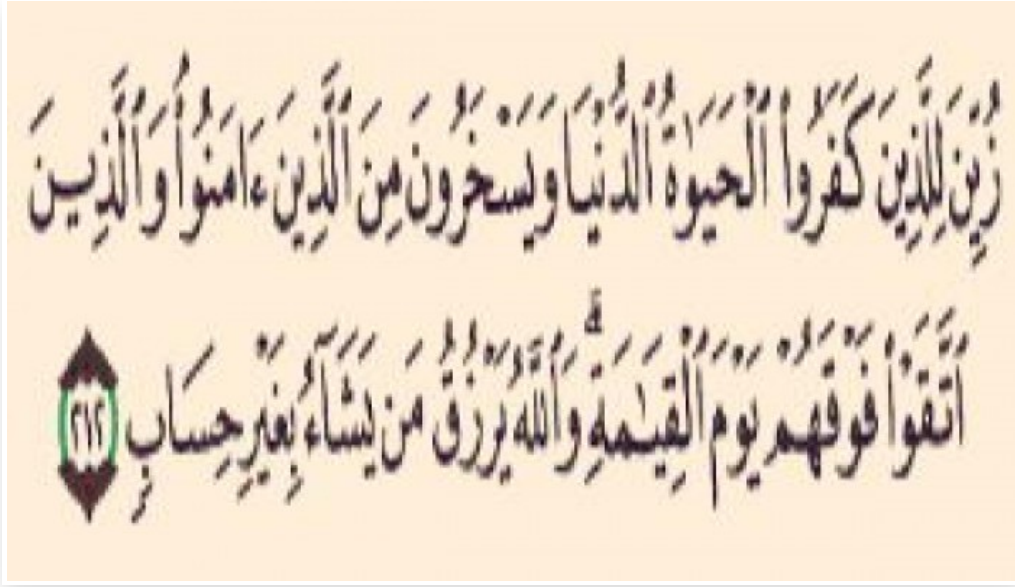 زُيِّنَ لِلَّذِينَ كَفَرُوا۟ ٱلْحَيَوٰةُ ٱلدُّنْيَا وَيَسْخَرُونَ مِنَ ٱلَّذِينَ ءَامَنُوا۟ وَٱلَّذِينَ
ٱتَّقَوْا۟ فَوْقَهُمْ يَوْمَ ٱلْقِيَـٰمَةِ ۗ وَٱللَّهُ يَرْزُقُ مَن يَشَآءُ بِغَيْرِ حِسَابٍ ٢١٢